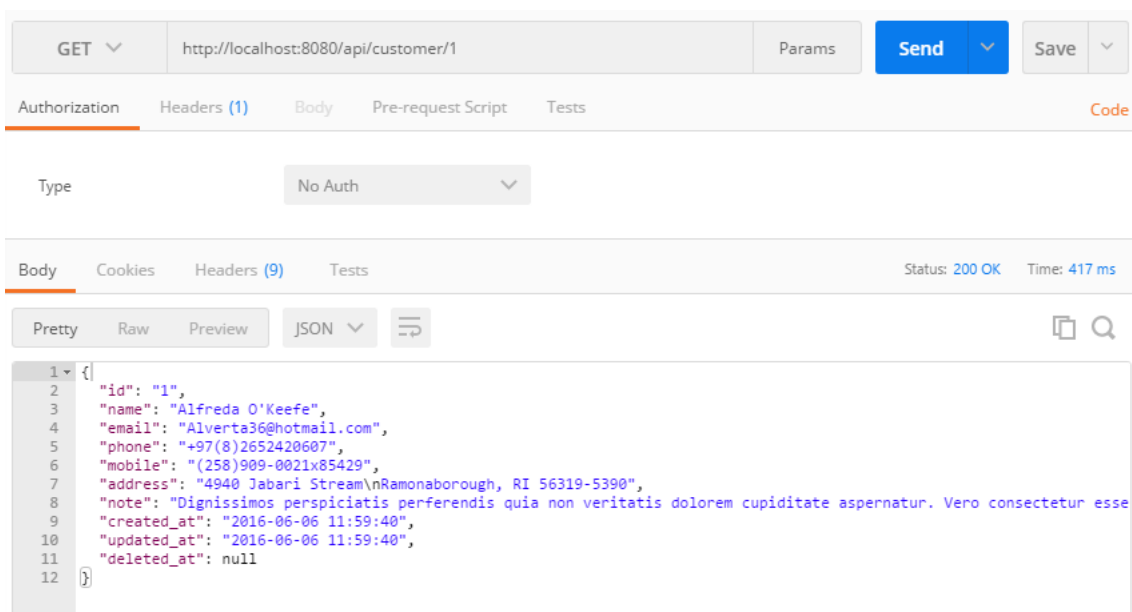 GET http://localhost:8080/api/customer/1 Params Send Save
Authorization Headers (1) Body Pre-request Script Tests Code
Type No Auth
Body Cookies Headers (9) Tests Status: 200 OK Time: 417 ms
Pretty Raw Preview JSON
1 {
2 "id": "1",
3 "name": "Alfreda O'Keefe",
4 "email": "Alverta36@hotmail.com",
5 "phone": "+97(8)2652420607",
6 "mobile": "(258)909-0021x85429",
7 "address": "4940 Jabari Stream\nRamonaborough, RI 56319-5390",
8 "note": "Dignissimos perspiciatis perferendis quia non veritatis dolorem cupiditate aspernatur. Vero consectetur esse
9 "created_at": "2016-06-06 11:59:40",
10 "updated_at": "2016-06-06 11:59:40",
11 "deleted_at": null
12 }